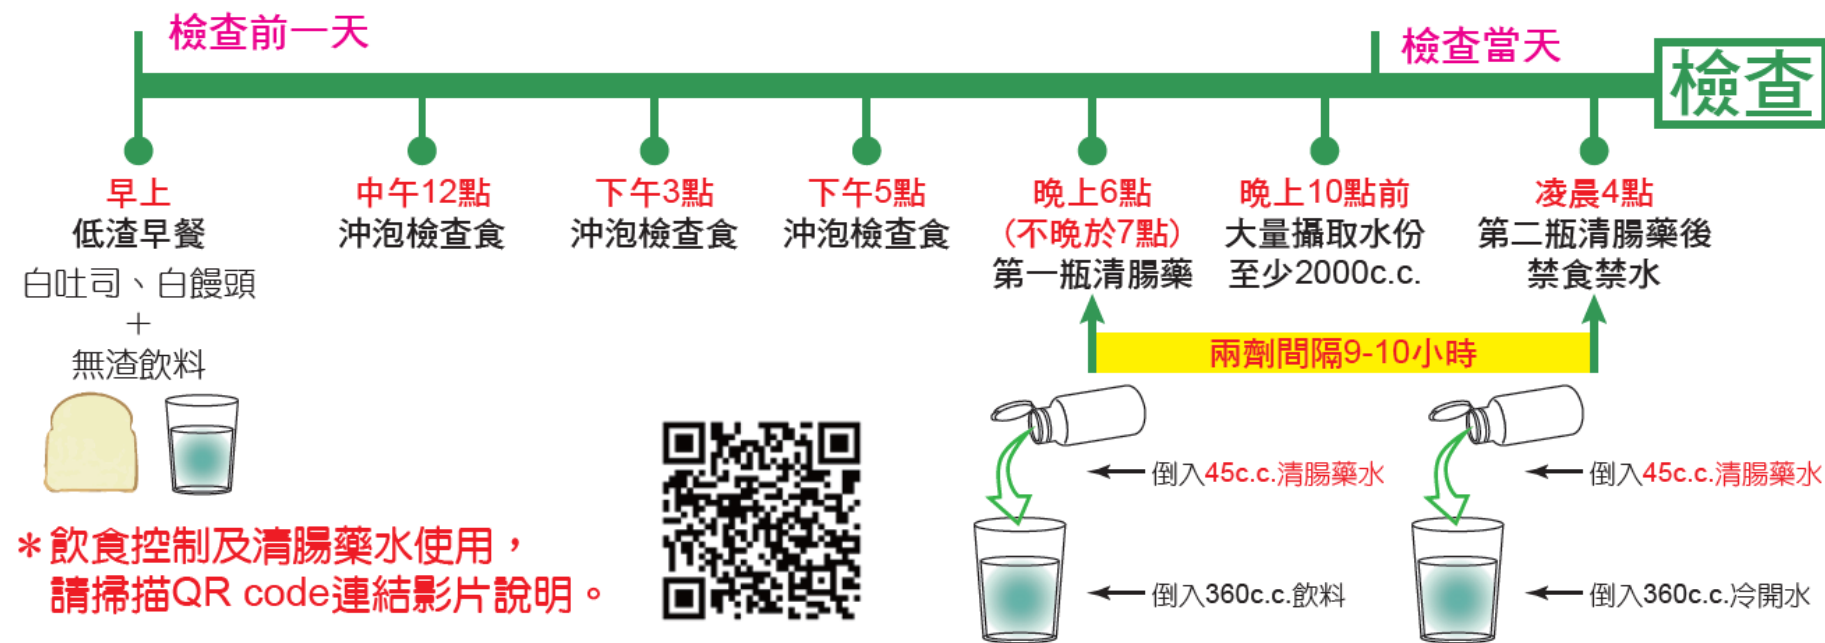 檢查前一天
檢查當天
檢查
早上
低渣早餐
白吐司、白饅頭
+
無渣飲料
中午12點
沖泡檢查食
下午3點
沖泡檢查食
下午5點
沖泡檢查食
晚上6點
(不晚於7點)
第一瓶清腸藥
晚上10點前
大量攝取水份
至少2000c.c.
凌晨4點
第二瓶清腸藥後
禁食禁水
兩劑間隔9-10小時
倒入45c.c.清腸藥水
倒入360c.c.飲料
倒入45c.c.清腸藥水
倒入360c.c.冷開水
*飲食控制及清腸藥水使用,
請掃描QR code連結影片說明。